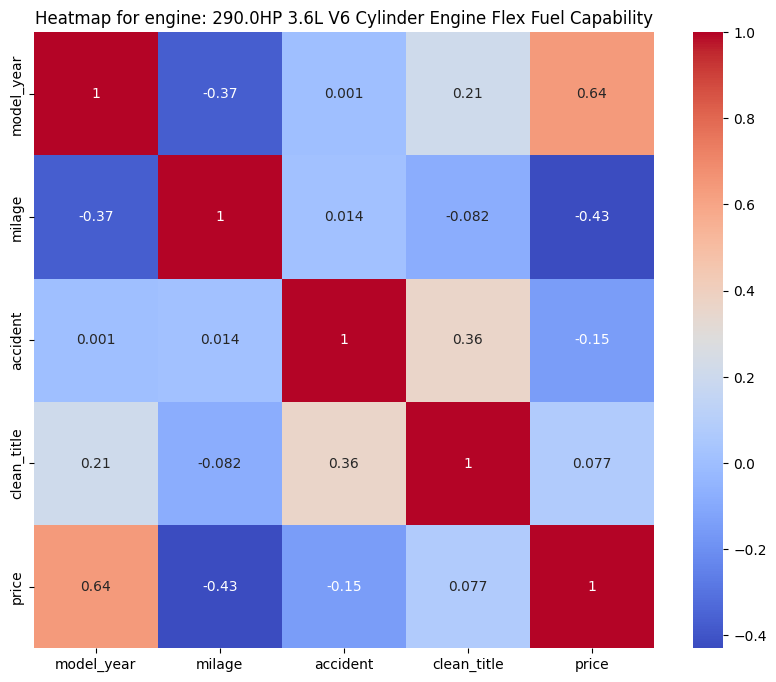 Heatmap for engine: 290.0HP 3.6L V6 Cylinder Engine Flex Fuel Capability
model_year 1 -0.37 0.001 0.21 0.64
milage -0.37 1 0.014 -0.082 -0.43
accident 0.001 0.014 1 0.36 -0.15
clean_title 0.21 -0.082 0.36 1 0.077
price 0.64 -0.43 -0.15 0.077 1
model_year milage accident clean_title price
1.0
0.8
0.6
0.4
0.2
0.0
−0.2
−0.4